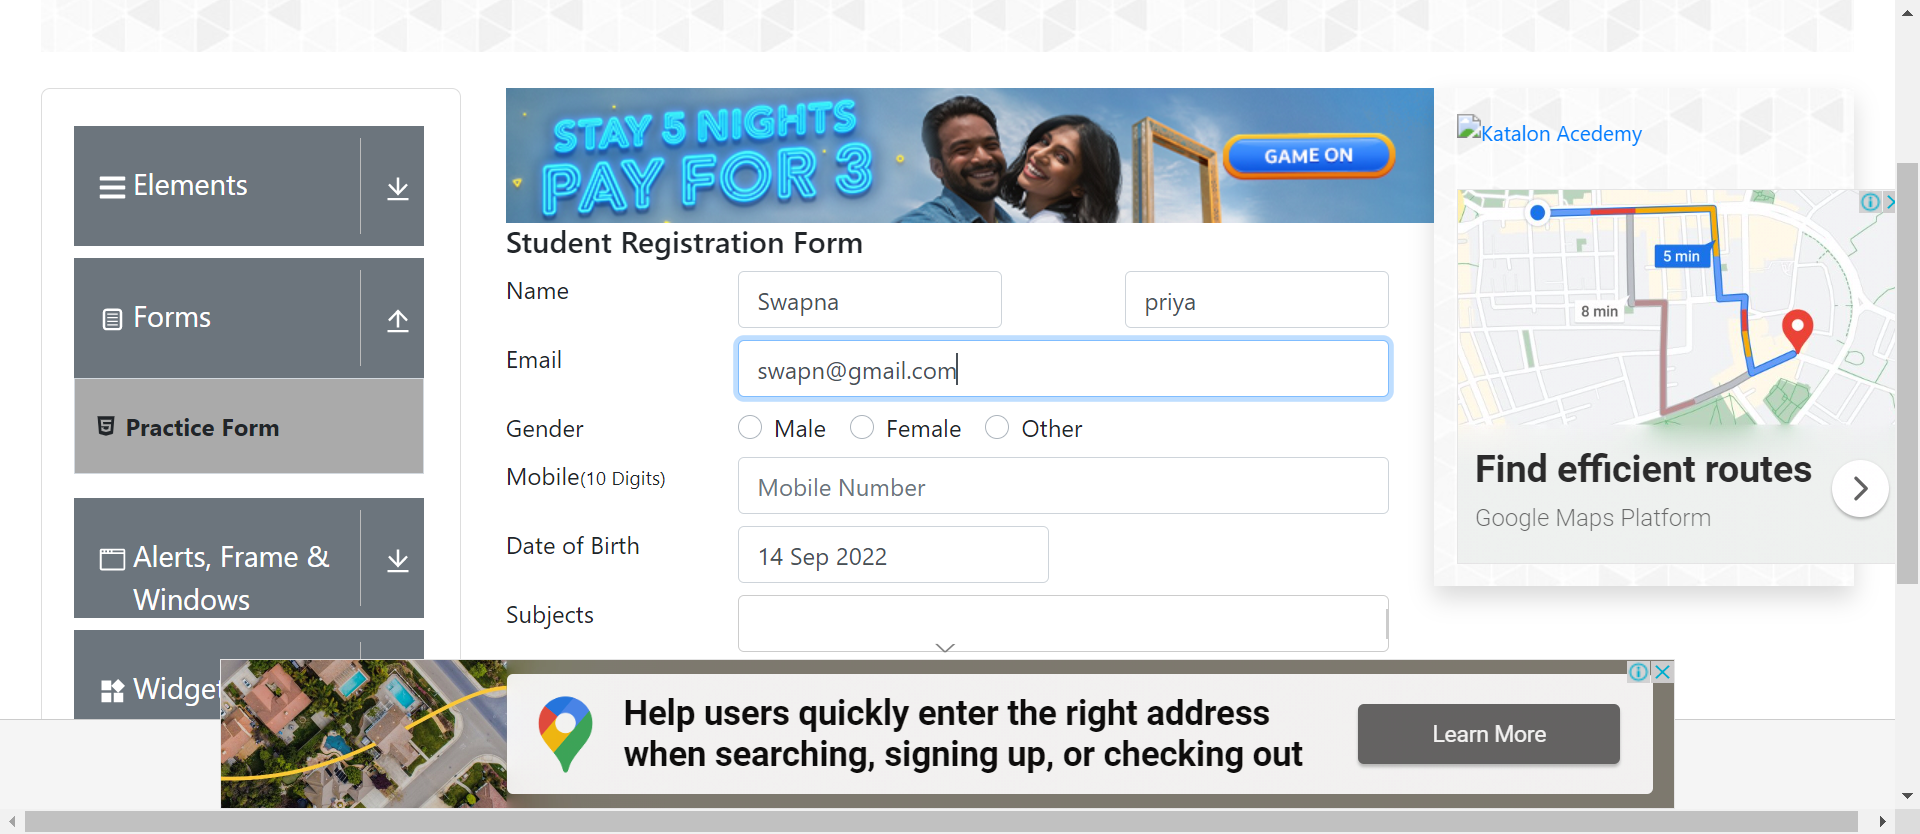 Elements
Forms
Practice Form
Alerts, Frame &
Windows
Widge
STAY 5 NIGHTS
PAY FOR 3
GAME ON
Student Registration Form
Name
Swapna
priya
Email
swapn@gmail.com
Gender
Male
Female
Other
Mobile(10 Digits)
Mobile Number
Date of Birth
14 Sep 2022
Subjects
Katalon Acedemy
5 min
8 min
Find efficient routes
Google Maps Platform
Help users quickly enter the right address
when searching, signing up, or checking out
Learn More